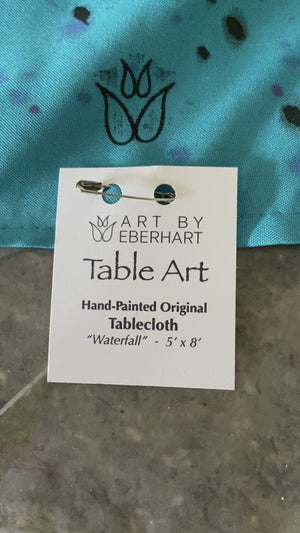 ART BY
EBERHART
Table Art
Hand-Painted Original
Tablecloth
"Waterfall" - 5' x 8'